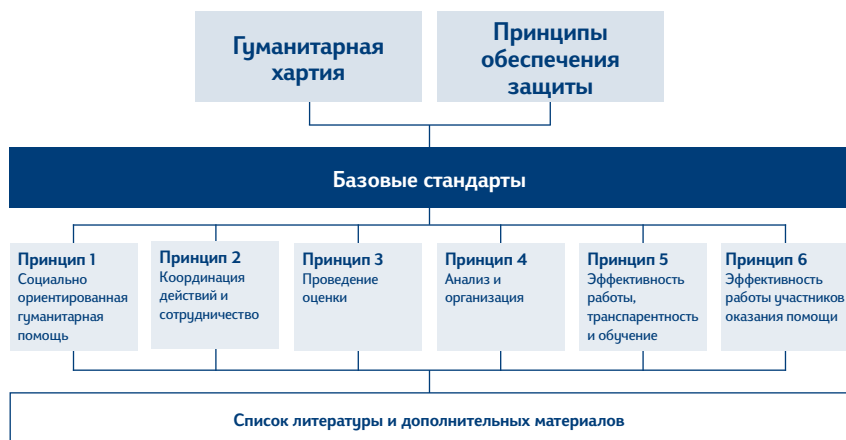 Гуманитарная
хартия
Принципы
обеспечения
защиты
Базовые стандарты
Принцип 1
Социально
ориентированная
гуманитарная
помощь
Принцип 2
Координация
действий и
сотрудничество
Принцип 3
Проведение
оценки
Принцип 4
Анализ и
организация
Принцип 5
Эффективность
работы,
транспарентность
и обучение
Принцип 6
Эффективность
работы участников
оказания помощи
Список литературы и дополнительных материалов